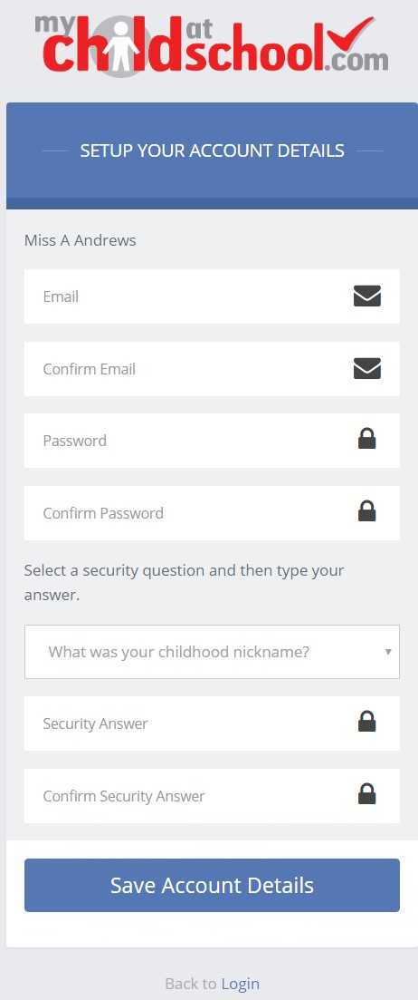 my child at school.com
SETUP YOUR ACCOUNT DETAILS
Miss A Andrews
Email
Confirm Email
Password
Confirm Password
Select a security question and then type your
answer.
What was your childhood nickname?
Security Answer
Confirm Security Answer
Save Account Details
Back to Login